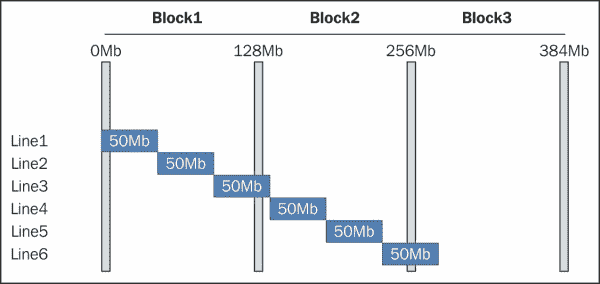 Block1 Block2 Block3
0Mb 128Mb 256Mb 384Mb
Line1 50Mb
Line2 50Mb
Line3 50Mb
Line4 50Mb
Line5 50Mb
Line6 50Mb